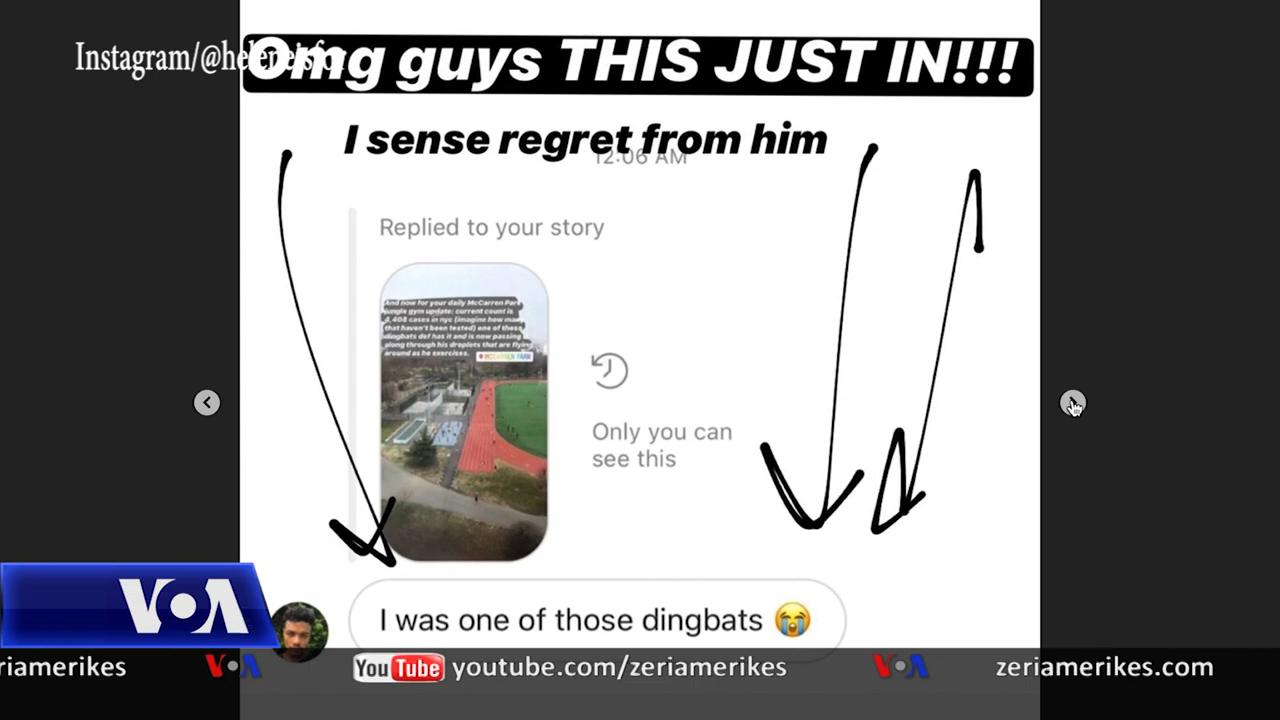 Instagram/@heleneisfor
Omg guys THIS JUST IN!!!
I sense regret from him
12:06 AM
Replied to your story
And now for your daily McCarren Park
jungle gym update: current count is
4,408 cases in nyc (imagine how many
that haven't been tested) one of these
dingbats def has it and is now passing it
along through his droplets that are flying
around as he exercises.
MCCARREN PARK
Only you can
see this
I was one of those dingbats 😭
VOA
zeriamerikes
VOA
YouTube
youtube.com/zeriamerikes
VOA
zeriamerikes.com